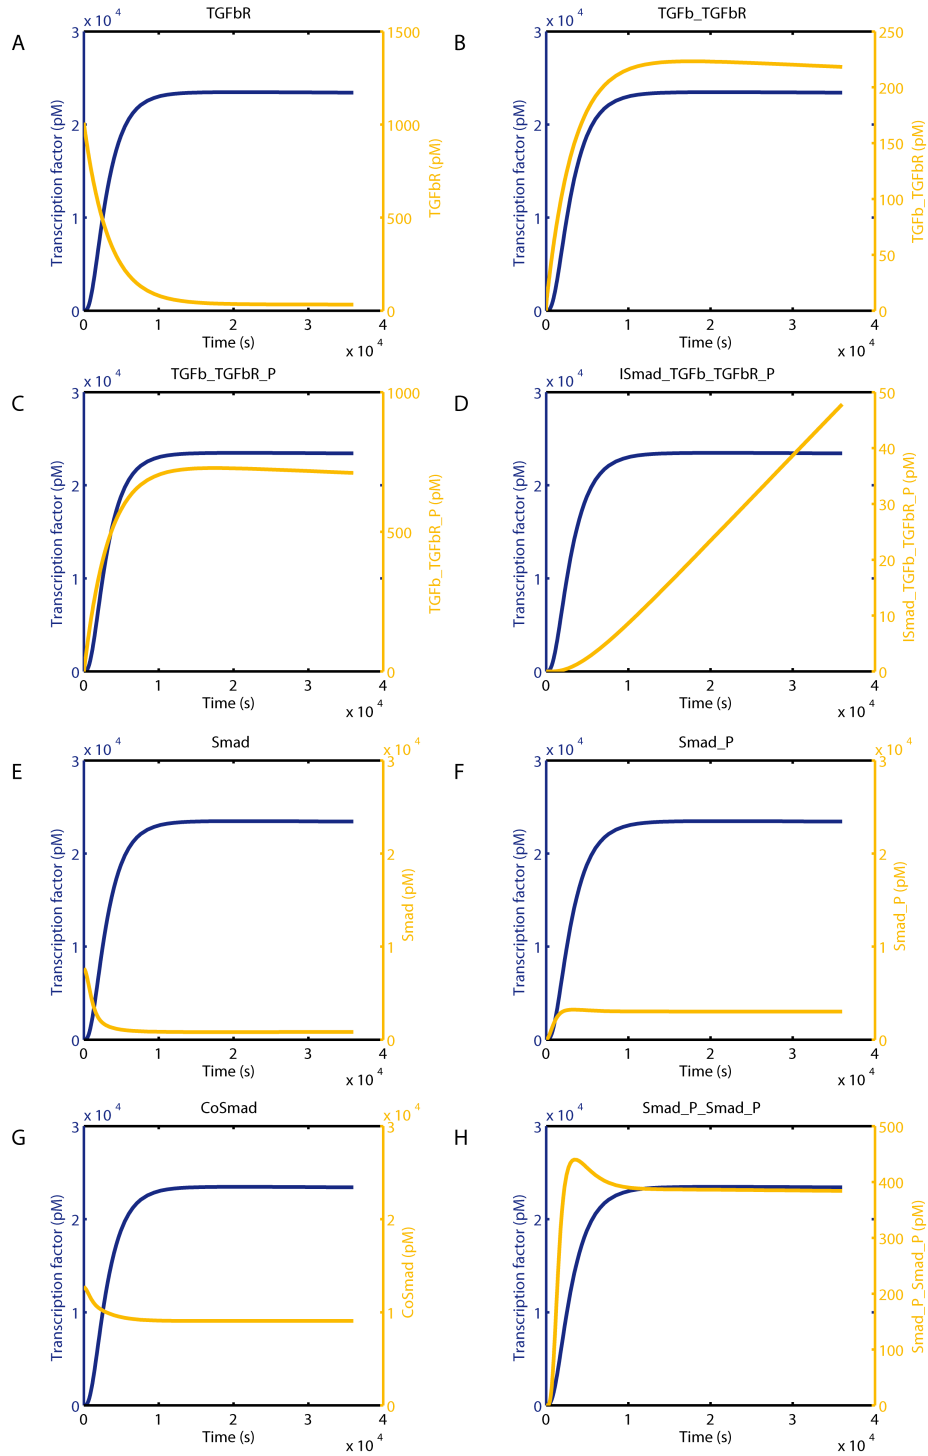 TGFbR
TGFb_TGFbR
A
x 10 4
3
2
1
0
Transcription factor (pM)
1500
1000
500
0
TGFbR (pM)
0 1 2 3 4
Time (s)
x 10 4
B
x 10 4
3
2
1
0
Transcription factor (pM)
250
200
150
100
50
0
TGFb_TGFbR (pM)
0 1 2 3 4
Time (s)
x 10 4
TGFb_TGFbR_P
ISmad_TGFb_TGFbR_P
C
x 10 4
3
2
1
0
Transcription factor (pM)
1000
500
0
TGFb_TGFbR_P (pM)
0 1 2 3 4
Time (s)
x 10 4
D
x 10 4
3
2
1
0
Transcription factor (pM)
50
40
30
20
10
0
ISmad_TGFb_TGFbR_P (pM)
0 1 2 3 4
Time (s)
x 10 4
Smad
Smad_P
E
x 10 4
3
2
1
0
Transcription factor (pM)
x10 4
3
2
1
0
Smad (pM)
0 1 2 3 4
Time (s)
x 10 4
F
x 10 4
3
2
1
0
Transcription factor (pM)
x10 4
3
2
1
0
Smad_P (pM)
0 1 2 3 4
Time (s)
x 10 4
CoSmad
Smad_P_Smad_P
G
x 10 4
3
2
1
0
Transcription factor (pM)
x 10 4
3
2
1
0
CoSmad (pM)
0 1 2 3 4
Time (s)
x 10 4
H
x 10 4
3
2
1
0
Transcription factor (pM)
500
400
300
200
100
0
Smad_P_Smad_P (pM)
0 1 2 3 4
Time (s)
x 10 4